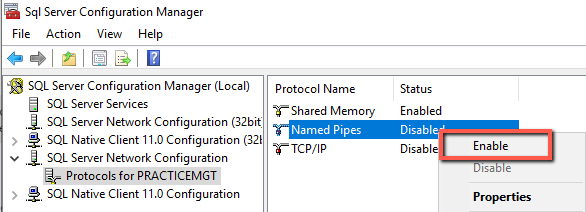 Sql Server Configuration Manager
File Action View Help
SQL Server Configuration Manager (Local)
SQL Server Services
SQL Server Network Configuration (32bit)
SQL Native Client 11.0 Configuration (32b
SQL Server Network Configuration
Protocols for PRACTICEMGT
SQL Native Client 11.0 Configuration
Protocol Name Status
Shared Memory Enabled
Named Pipes Disabled
TCP/IP Disable
Enable
Disable
Properties